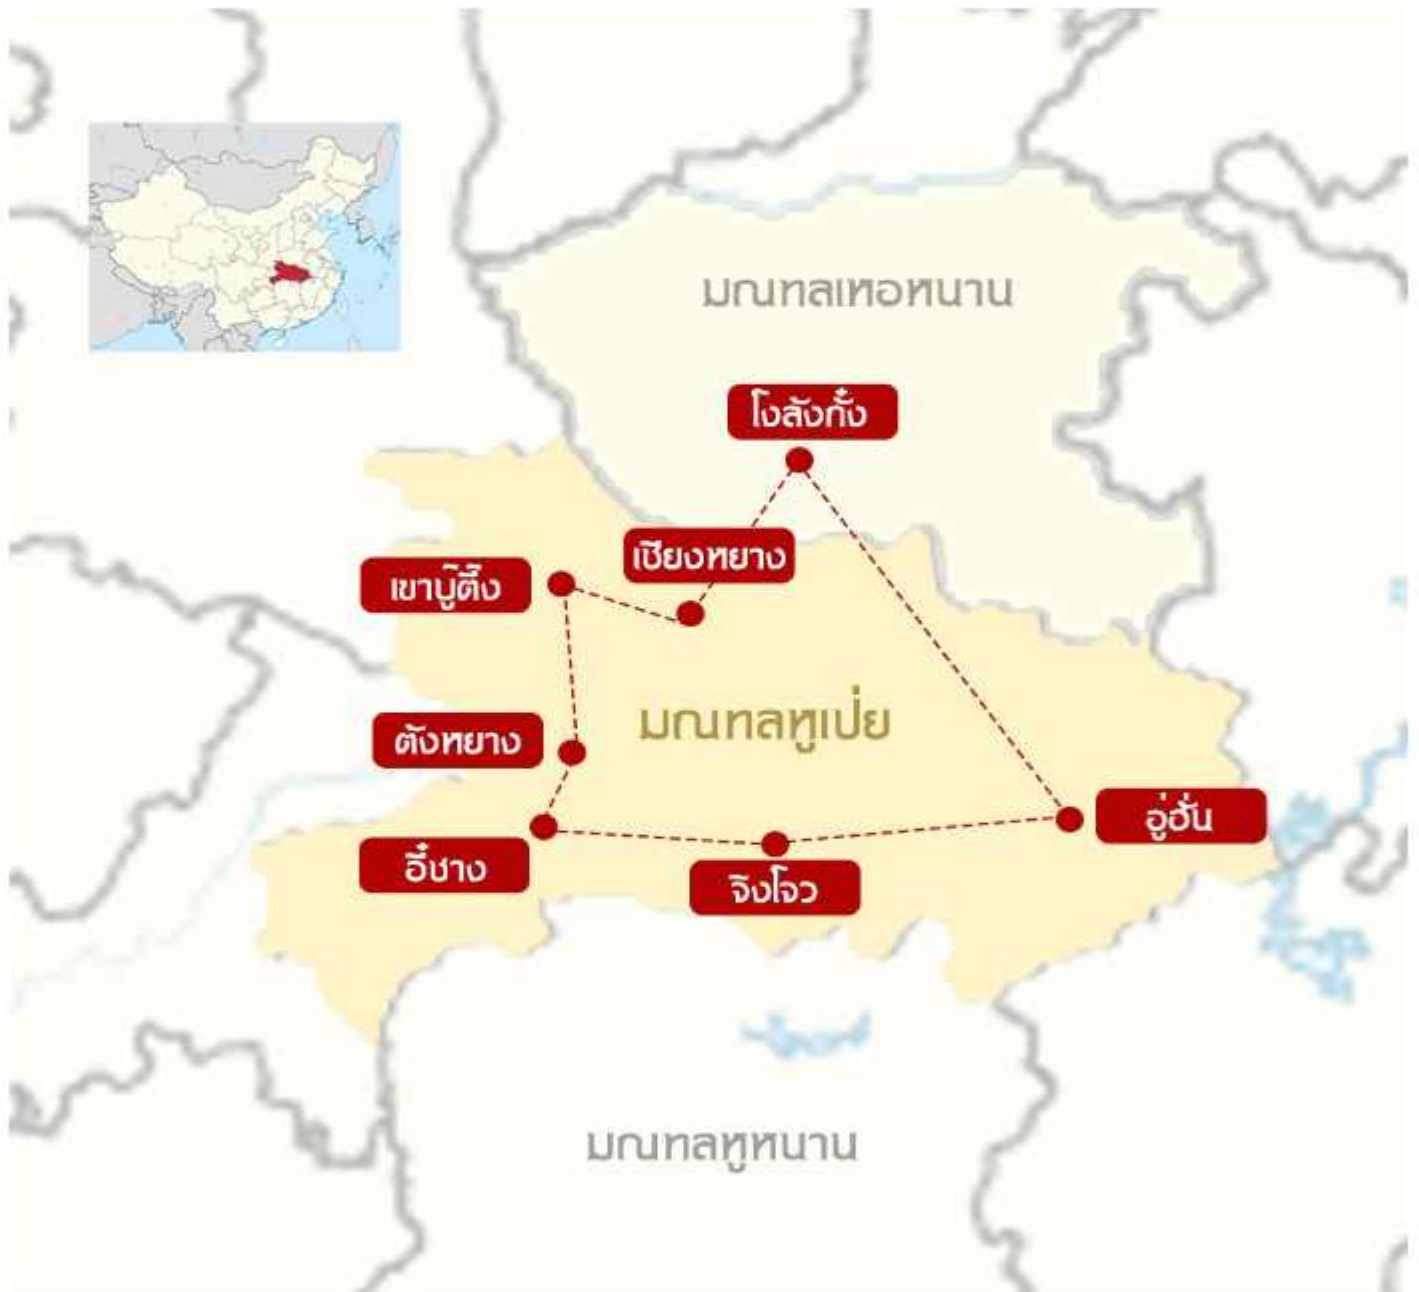 มณฑลเหอหนาน
โงลังกั๋ง
เซียงหยาง
เขาบู๊ตึ๊ง
มณฑลหูเป่ย
ตังหยาง
อู่ฮั่น
อี๋ชาง
จิงโจว
มณฑลหูหนาน